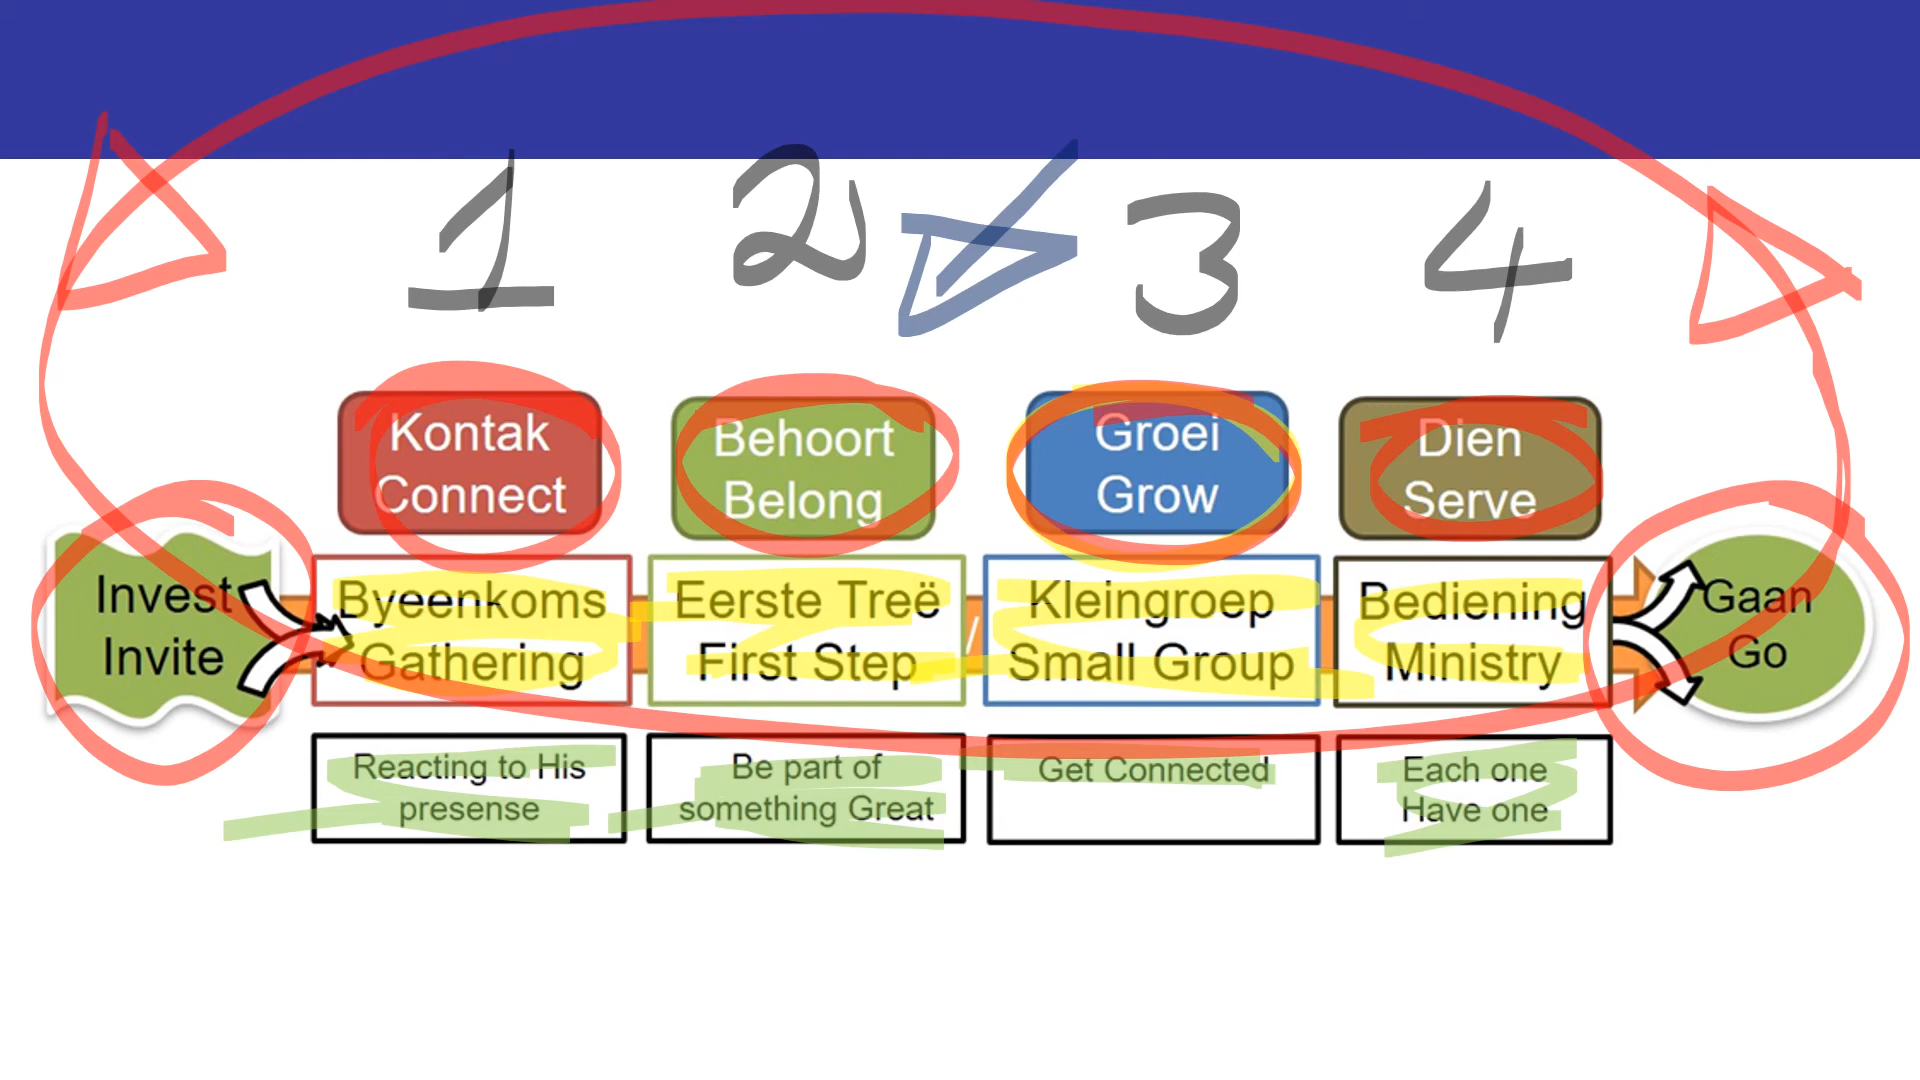 1 2 3 4
Kontak
Connect
Behoort
Belong
Groei
Grow
Dien
Serve
Invest
Invite
Byeenkoms
Gathering
Eerste Treë
First Step
Kleingroep
Small Group
Bediening
Ministry
Gaan
Go
Reacting to His
presense
Be part of
something Great
Get Connected
Each one
Have one